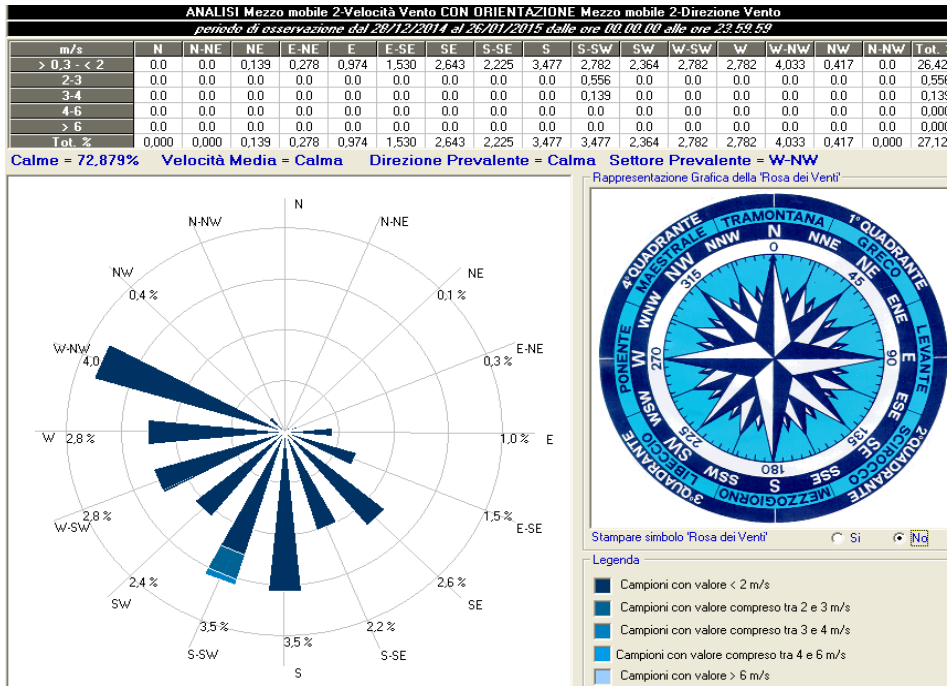 ANALISI Mezzo mobile 2-Velocità Vento CON ORIENTAZIONE Mezzo mobile 2-Direzione Vento
periodo di osservazione dal 28/12/2014 al 26/01/2015 dalle ore 00.00.00 alle ore 23.59.59
m/s N N-NE NE E-NE E E-SE SE S-SE S S-SW SW W-SW W W-NW NW N-NW Tot.
> 0,3 - < 2 0.0 0.0 0,139 0,278 0,974 1,530 2,643 2,225 3,477 2,782 2,364 2,782 2,782 4,033 0,417 0.0 26,42
2-3 0.0 0.0 0.0 0.0 0.0 0.0 0.0 0.0 0.0 0,556 0.0 0.0 0.0 0.0 0.0 0.0 0,556
3-4 0.0 0.0 0.0 0.0 0.0 0.0 0.0 0.0 0.0 0,139 0.0 0.0 0.0 0.0 0.0 0.0 0,139
4-6 0.0 0.0 0.0 0.0 0.0 0.0 0.0 0.0 0.0 0.0 0.0 0.0 0.0 0.0 0.0 0.0 0,000
> 6 0.0 0.0 0.0 0.0 0.0 0.0 0.0 0.0 0.0 0.0 0.0 0.0 0.0 0.0 0.0 0.0 0,000
Tot. % 0,000 0,000 0,139 0,278 0,974 1,530 2,643 2,225 3,477 3,477 2,364 2,782 2,782 4,033 0,417 0,000 27,12
Calme = 72,879% Velocità Media = Calma Direzione Prevalente = Calma Settore Prevalente = W-NW
N
N-NE
NE
0,1 %
E-NE
0,3 %
1,0 % E
1,5 %
E-SE
2,6 %
SE
2,2 %
S-SE
3,5 %
S
3,5 %
S-SW
2,4 %
SW
2,8 %
W-SW
W 2,8 %
W-NW
4,0
NW
0,4 %
N-NW
Rappresentazione Grafica della 'Rosa dei Venti'
1° QUADRANTE
2° QUADRANTE
3° QUADRANTE
4° QUADRANTE
TRAMONTANA
GRECO
LEVANTE
SCIROCCO
MEZZOGIORNO
LIBECCIO
PONENTE
MAESTRALE
N NNE NE ENE E ESE SE SSE S SSW SW WSW W WNW NW NNW
0 45 90 135 180 225 270 315
Stampare simbolo 'Rosa dei Venti' Si No
Legenda
Campioni con valore < 2 m/s
Campioni con valore compreso tra 2 e 3 m/s
Campioni con valore compreso tra 3 e 4 m/s
Campioni con valore compreso tra 4 e 6 m/s
Campioni con valore > 6 m/s